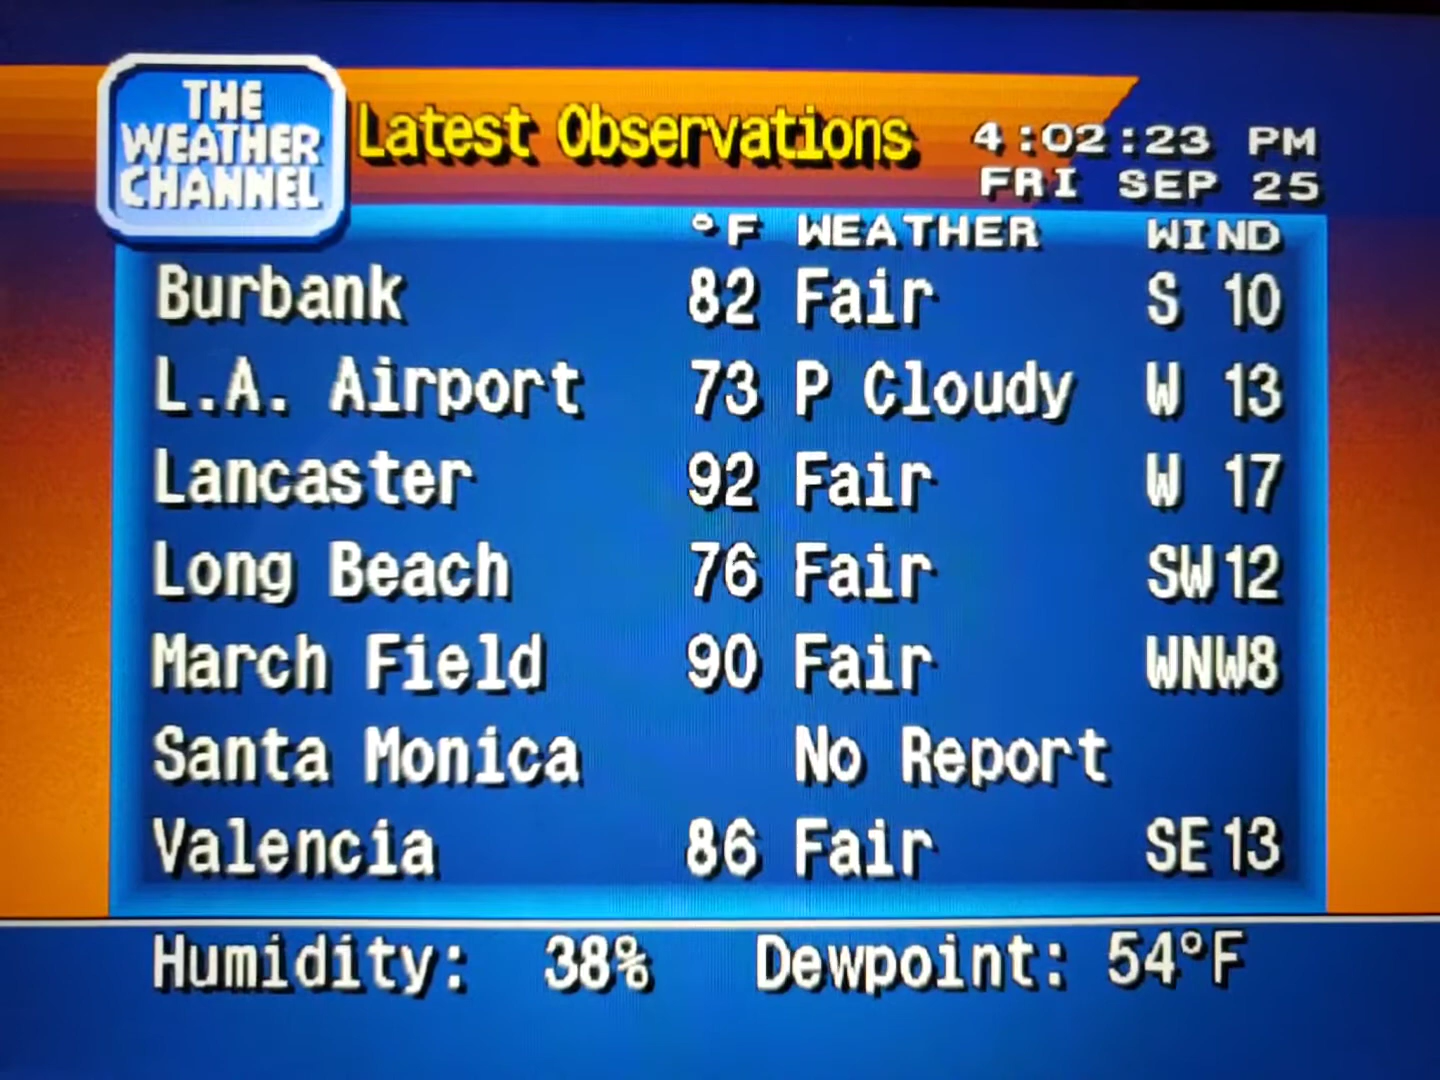 THE
WEATHER
CHANNEL
Latest Observations
4:02:23 PM
FRI SEP 25
°F WEATHER WIND
Burbank 82 Fair S 10
L.A. Airport 73 P Cloudy W 13
Lancaster 92 Fair W 17
Long Beach 76 Fair SW 12
March Field 90 Fair WNW8
Santa Monica No Report
Valencia 86 Fair SE 13
Humidity: 38% Dewpoint: 54°F